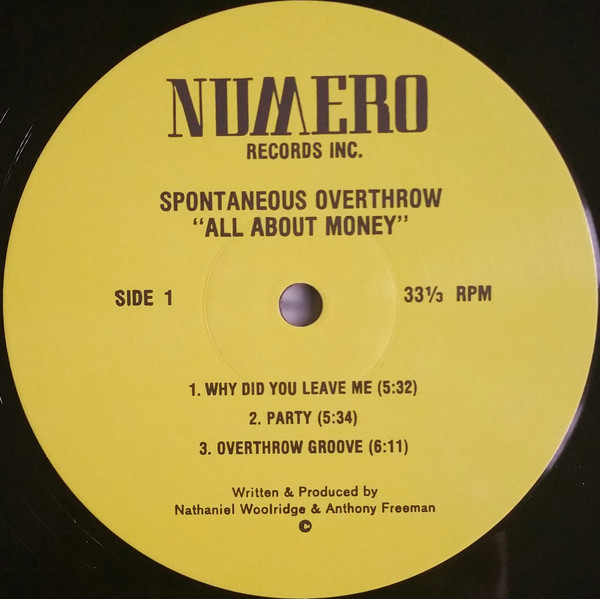 NUMERO
RECORDS INC.
SPONTANEOUS OVERTHROW
"ALL ABOUT MONEY"
SIDE 1
33⅓ RPM
1. WHY DID YOU LEAVE ME (5:32)
2. PARTY (5:34)
3. OVERTHROW GROOVE (6:11)
Written & Produced by
Nathaniel Woolridge & Anthony Freeman
©